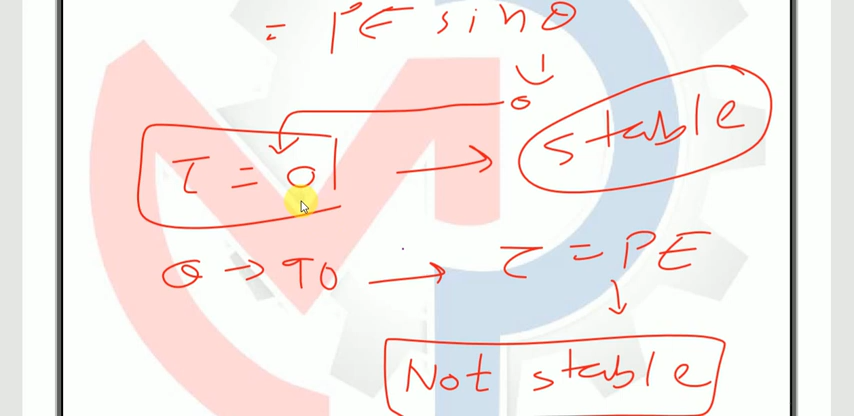 = PE sin θ
↓
0
τ = 0 → stable
θ → 90 → τ = PE
↓
Not stable